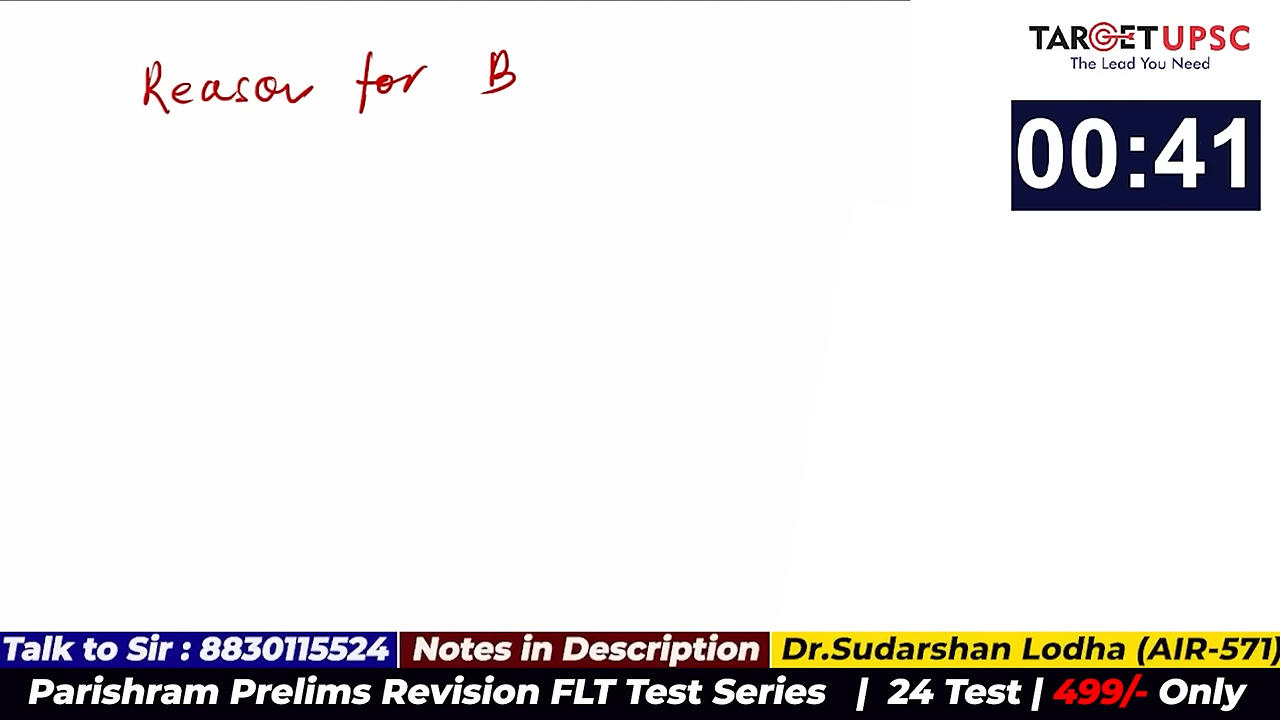 Reason for B
TARGETUPSC
The Lead You Need
00:41
Talk to Sir : 8830115524 Notes in Description Dr.Sudarshan Lodha (AIR-571)
Parishram Prelims Revision FLT Test Series | 24 Test | 499/- Only